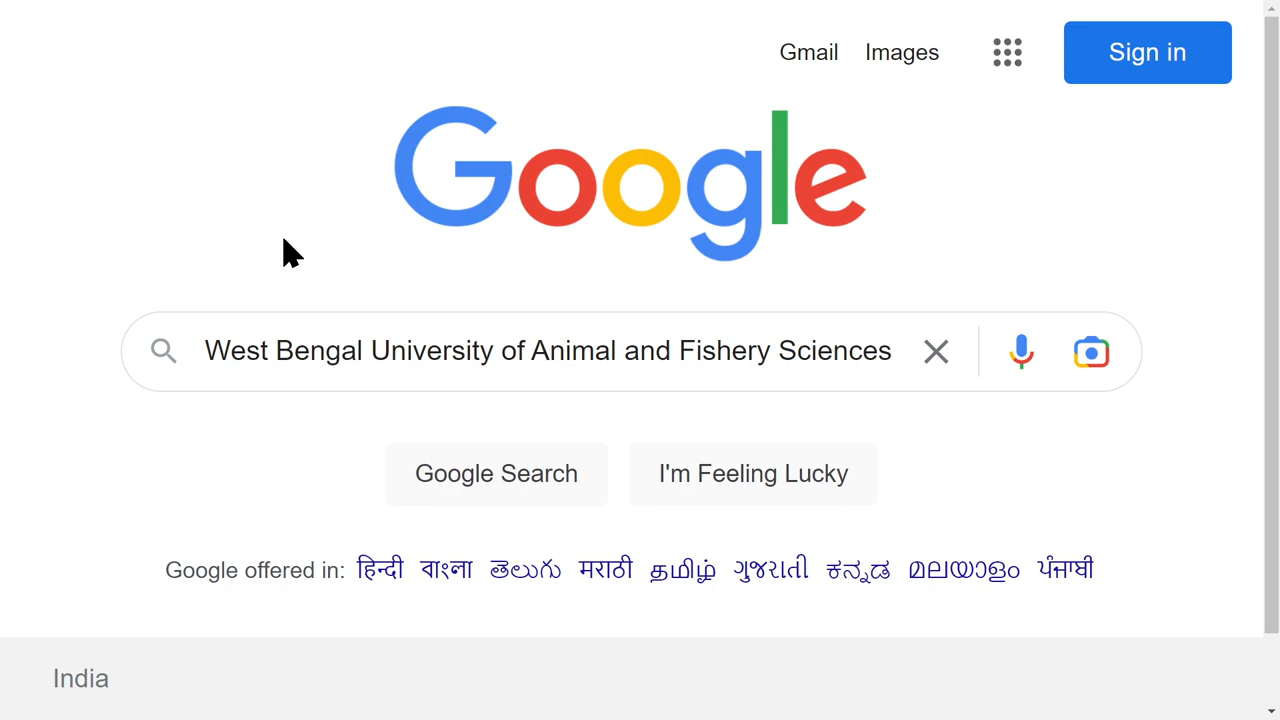 Gmail Images Sign in
Google
West Bengal University of Animal and Fishery Sciences
Google Search I'm Feeling Lucky
Google offered in: हिन्दी বাংলা తెలుగు मराठी தமிழ் ગુજરાતી ಕನ್ನಡ മലയാളം ਪੰਜਾਬੀ
India